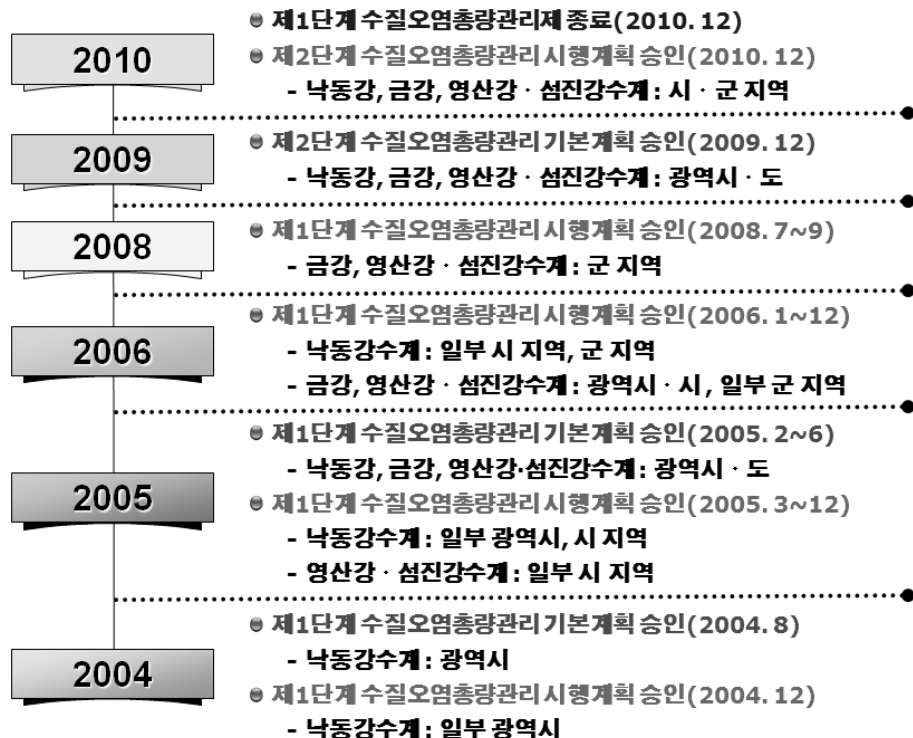 2010
제1단계 수질오염총량관리제 종료(2010. 12)
제2단계 수질오염총량관리 시행계획 승인(2010. 12)
- 낙동강, 금강, 영산강 · 섬진강수계 : 시 · 군 지역
2009
제2단계 수질오염총량관리 기본계획 승인(2009. 12)
- 낙동강, 금강, 영산강 · 섬진강수계 : 광역시 · 도
2008
제1단계 수질오염총량관리 시행계획 승인(2008. 7~9)
- 금강, 영산강 · 섬진강수계 : 군 지역
2006
제1단계 수질오염총량관리 시행계획 승인(2006. 1~12)
- 낙동강수계 : 일부 시 지역, 군 지역
- 금강, 영산강 · 섬진강수계 : 광역시 · 시 , 일부 군 지역
2005
제1단계 수질오염총량관리 기본계획 승인(2005. 2~6)
- 낙동강, 금강, 영산강·섬진강수계 : 광역시 · 도
제1단계 수질오염총량관리 시행계획 승인(2005. 3~12)
- 낙동강수계 : 일부 광역시, 시 지역
- 영산강 · 섬진강수계 : 일부 시 지역
2004
제1단계 수질오염총량관리 기본계획 승인(2004. 8)
- 낙동강수계 : 광역시
제1단계 수질오염총량관리 시행계획 승인(2004. 12)
- 낙동강수계 : 일부 광역시